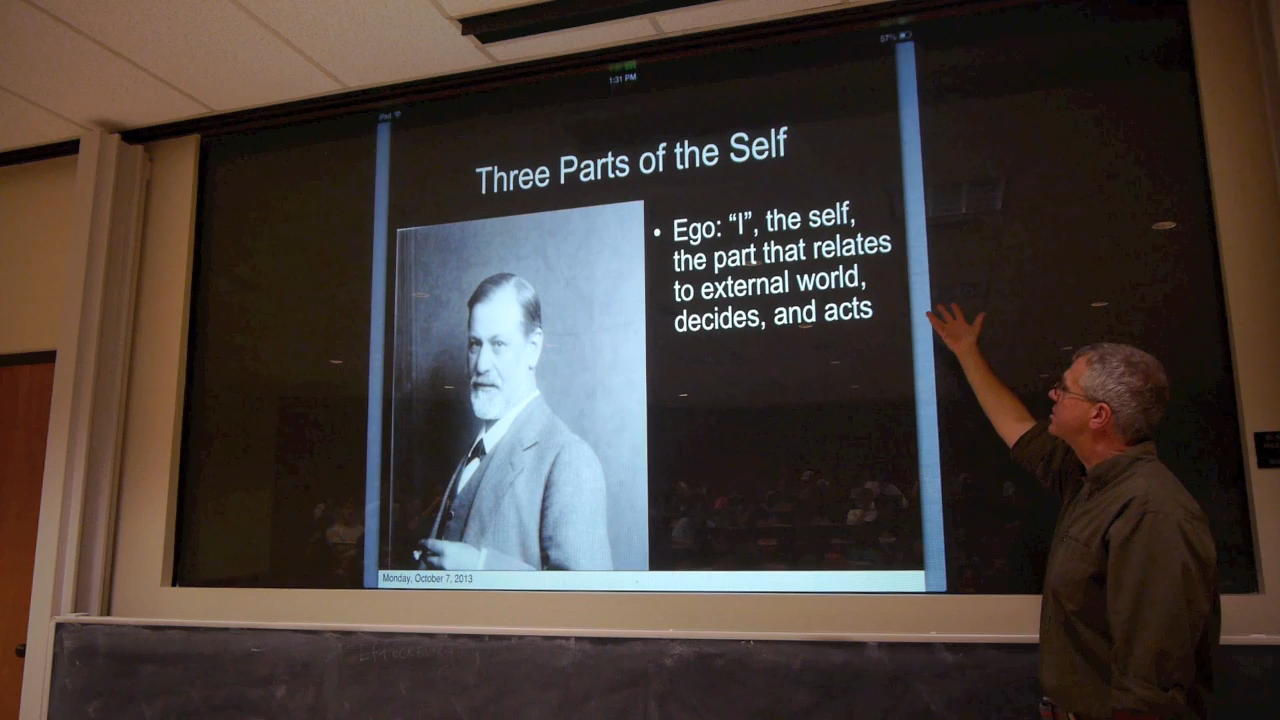 57%
1:31 PM
iPad
Three Parts of the Self
• Ego: “I”, the self,
the part that relates
to external world,
decides, and acts
Monday, October 7, 2013